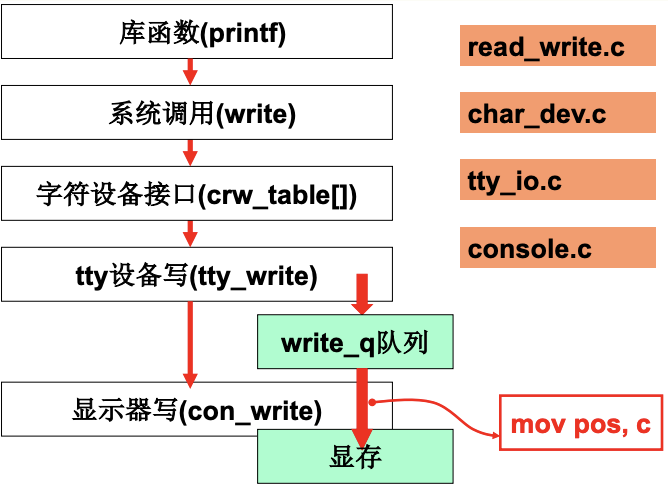 库函数(printf)
read_write.c
系统调用(write)
char_dev.c
字符设备接口(crw_table[])
tty_io.c
tty设备写(tty_write)
console.c
write_q队列
显示器写(con_write)
mov pos, c
显存